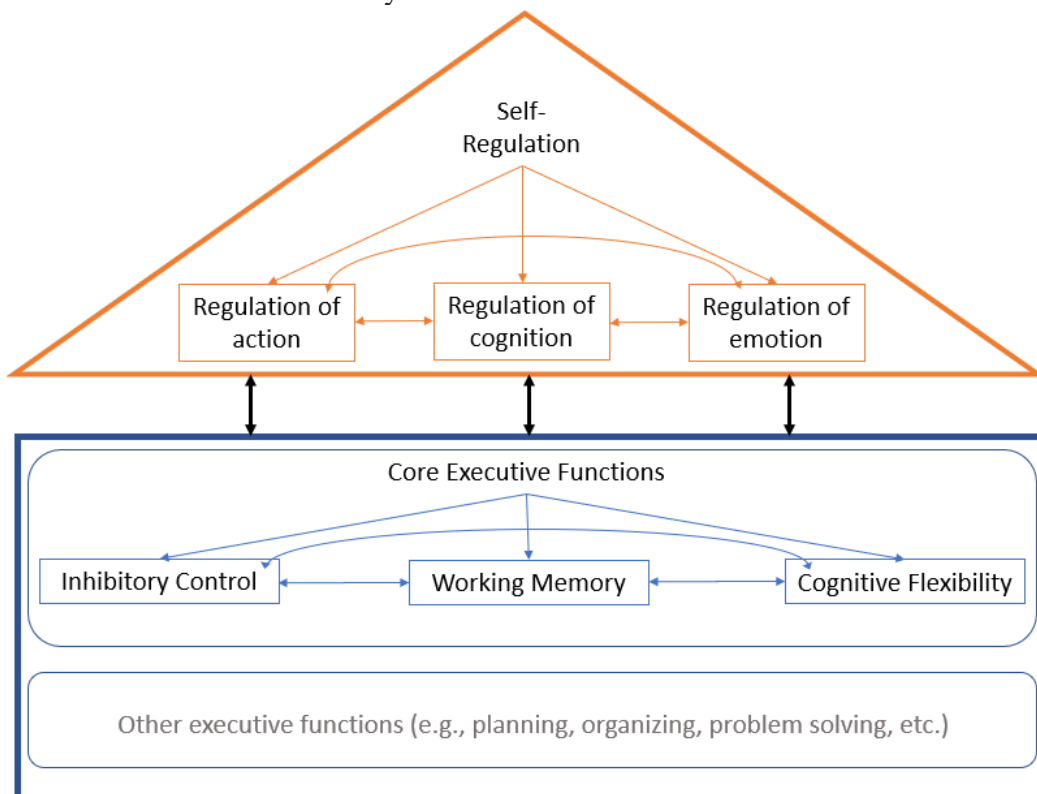 Self-
Regulation
Regulation of
action
Regulation of
cognition
Regulation of
emotion
Core Executive Functions
Inhibitory Control
Working Memory
Cognitive Flexibility
Other executive functions (e.g., planning, organizing, problem solving, etc.)